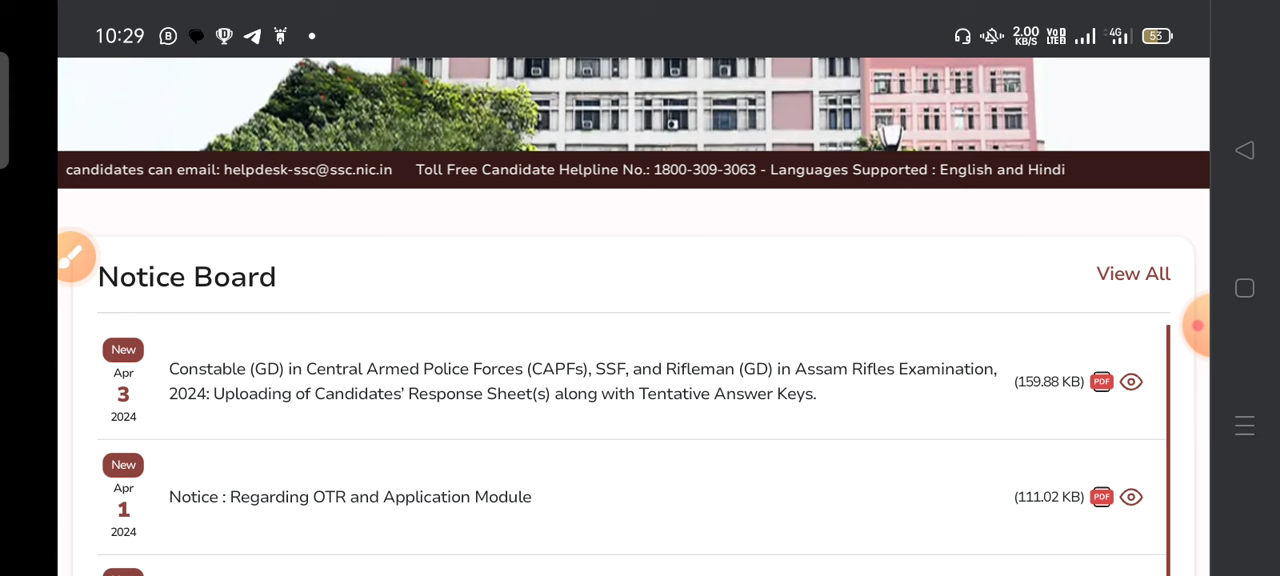 10:29
2.00 KB/S
VoD LTE
4G
53
candidates can email: helpdesk-ssc@ssc.nic.in Toll Free Candidate Helpline No.: 1800-309-3063 - Languages Supported : English and Hindi
Notice Board
View All
New
Apr
3
2024
Constable (GD) in Central Armed Police Forces (CAPFs), SSF, and Rifleman (GD) in Assam Rifles Examination,
2024: Uploading of Candidates' Response Sheet(s) along with Tentative Answer Keys.
(159.88 KB) PDF
New
Apr
1
2024
Notice : Regarding OTR and Application Module
(111.02 KB) PDF